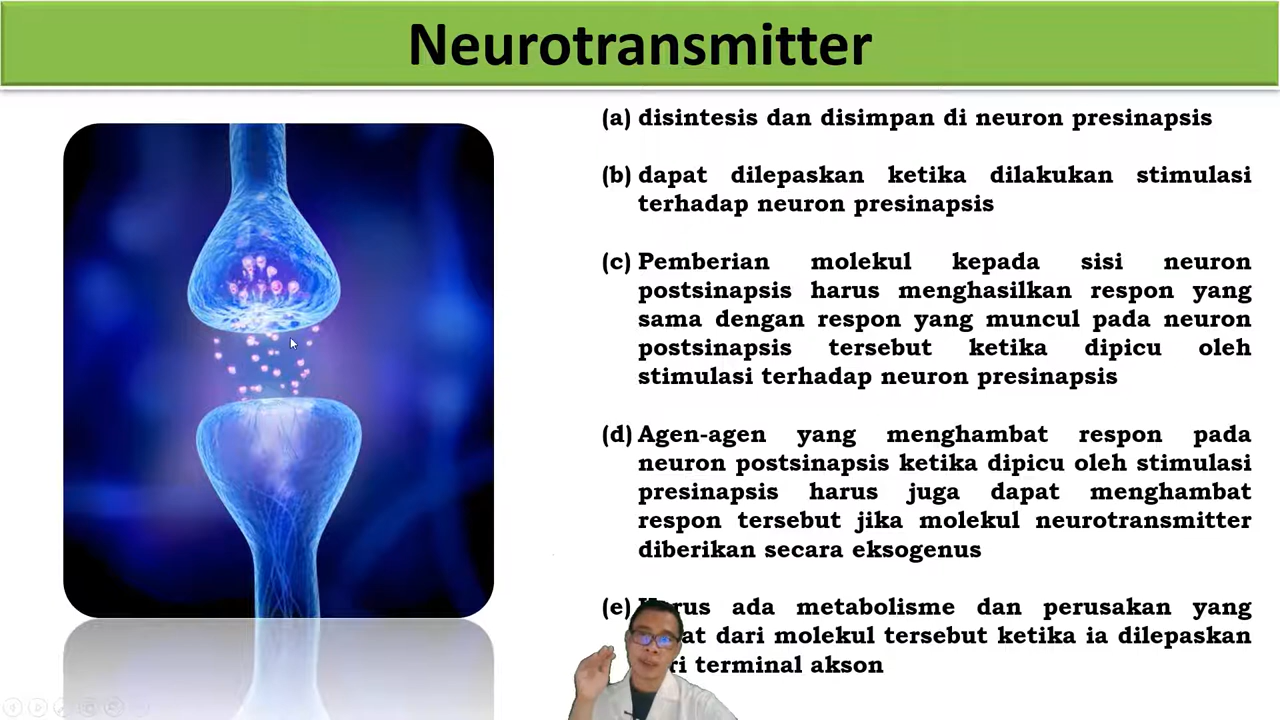 Neurotransmitter
(a) disintesis dan disimpan di neuron presinapsis
(b) dapat dilepaskan ketika dilakukan stimulasi
terhadap neuron presinapsis
(c) Pemberian molekul kepada sisi neuron
postsinapsis harus menghasilkan respon yang
sama dengan respon yang muncul pada neuron
postsinapsis tersebut ketika dipicu oleh
stimulasi terhadap neuron presinapsis
(d) Agen-agen yang menghambat respon pada
neuron postsinapsis ketika dipicu oleh stimulasi
presinapsis harus juga dapat menghambat
respon tersebut jika molekul neurotransmitter
diberikan secara eksogenus
(e) ada metabolisme dan perusakan yang
dari molekul tersebut ketika ia dilepaskan
terminal akson